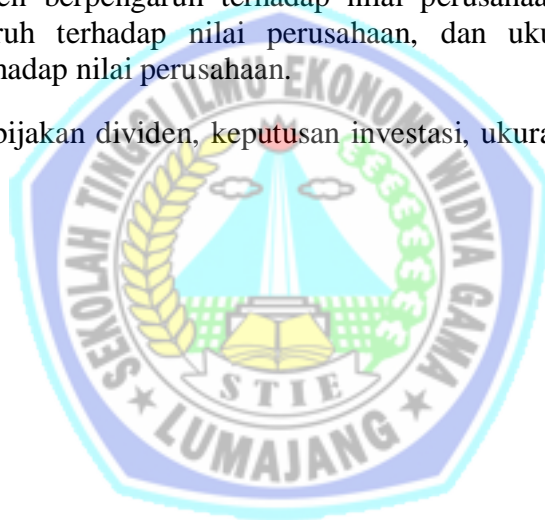 berpengaruh terhadap nilai perusahaa
ruh terhadap nilai perusahaan, dan uku
hadap nilai perusahaan.
bijakan dividen, keputusan investasi, ukura
SEKOLAH TINGGI ILMU EKONOMI WIDYA GAMA
STIE
LUMAJANG